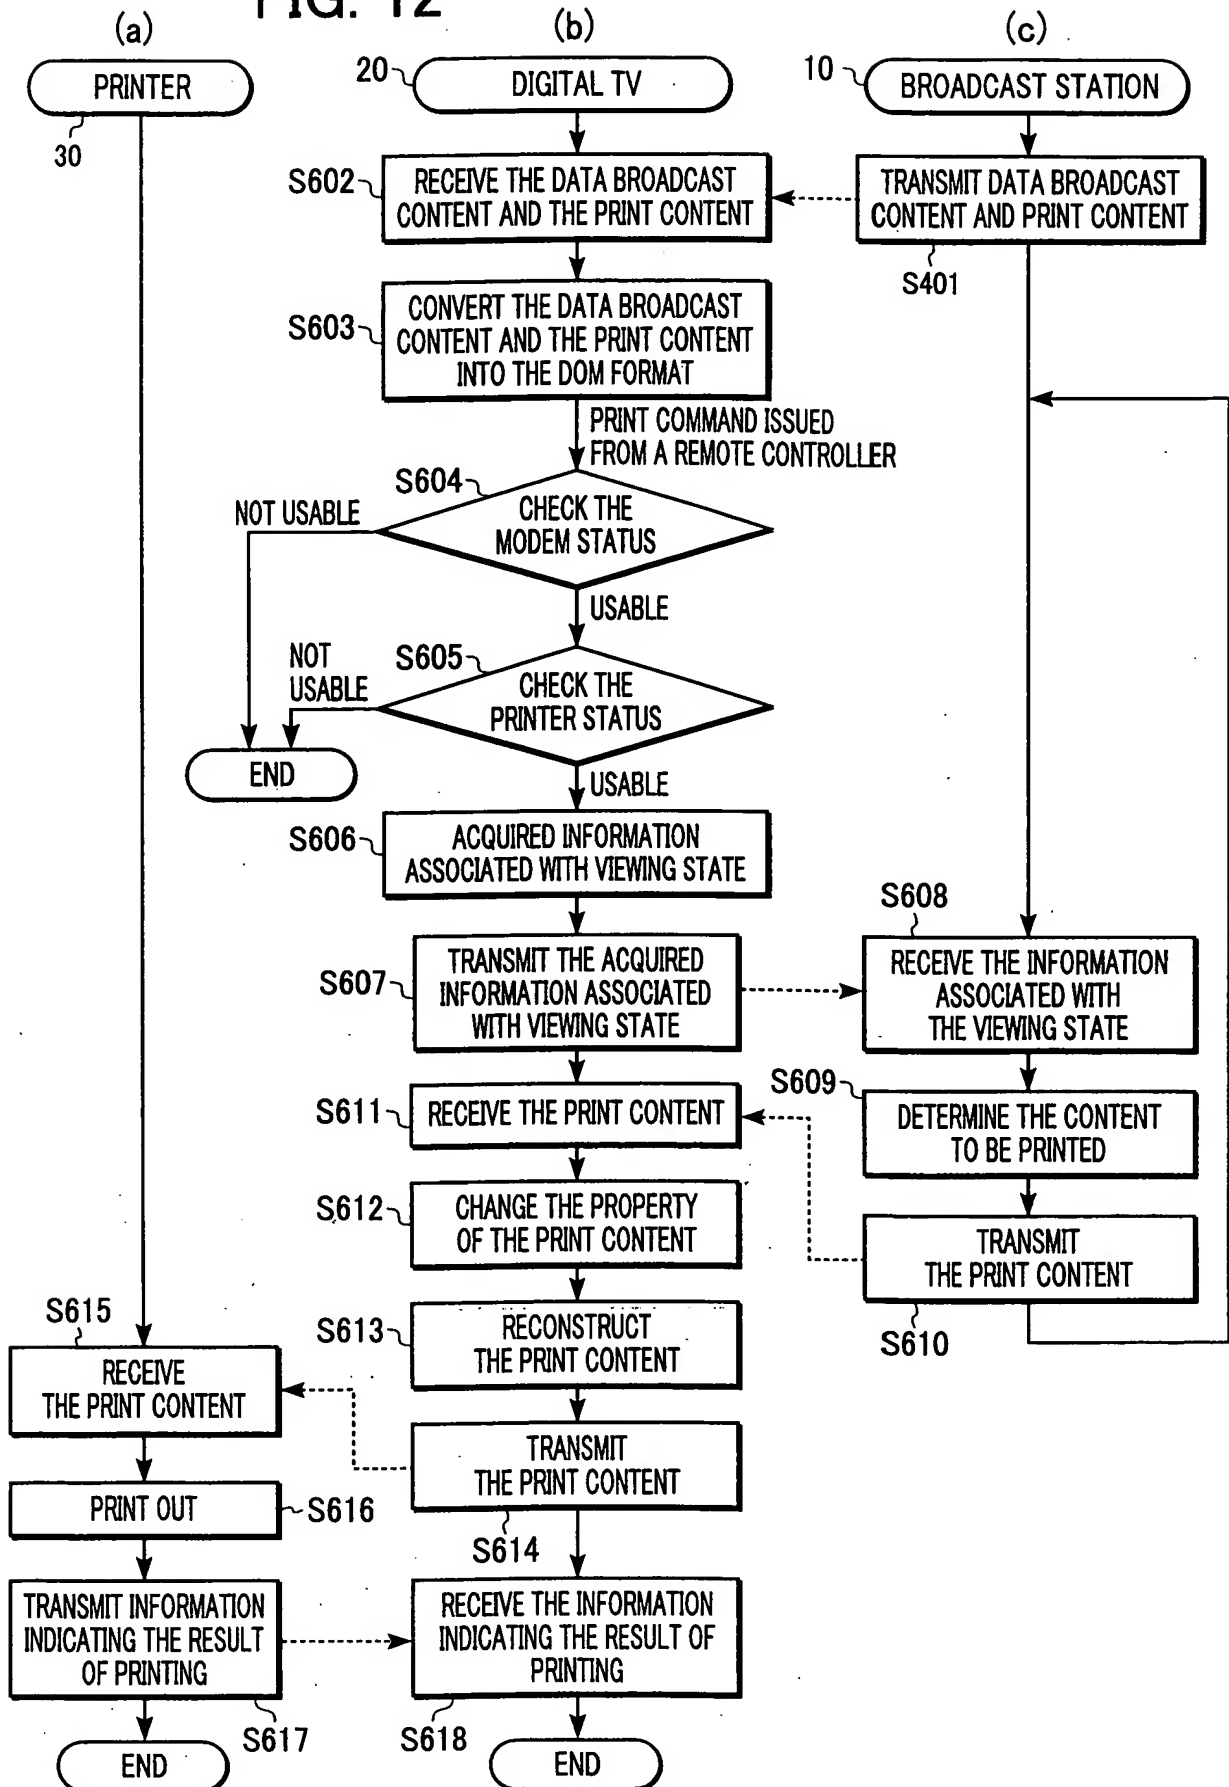 FIG. 12
(a)
(b)
(c)
PRINTER
30
20
DIGITAL TV
10
BROADCAST STATION
S602
RECEIVE THE DATA BROADCAST
CONTENT AND THE PRINT CONTENT
TRANSMIT DATA BROADCAST
CONTENT AND PRINT CONTENT
S401
S603
CONVERT THE DATA BROADCAST
CONTENT AND THE PRINT CONTENT
INTO THE DOM FORMAT
PRINT COMMAND ISSUED
FROM A REMOTE CONTROLLER
S604
NOT USABLE
CHECK THE
MODEM STATUS
USABLE
S605
NOT
USABLE
CHECK THE
PRINTER STATUS
END
USABLE
S606
ACQUIRED INFORMATION
ASSOCIATED WITH VIEWING STATE
S607
TRANSMIT THE ACQUIRED
INFORMATION ASSOCIATED
WITH VIEWING STATE
S608
RECEIVE THE INFORMATION
ASSOCIATED WITH
THE VIEWING STATE
S609
DETERMINE THE CONTENT
TO BE PRINTED
S611
RECEIVE THE PRINT CONTENT
S612
CHANGE THE PROPERTY
OF THE PRINT CONTENT
TRANSMIT
THE PRINT CONTENT
S610
S613
RECONSTRUCT
THE PRINT CONTENT
S615
RECEIVE
THE PRINT CONTENT
TRANSMIT
THE PRINT CONTENT
S614
PRINT OUT
S616
TRANSMIT INFORMATION
INDICATING THE RESULT
OF PRINTING
S617
RECEIVE THE INFORMATION
INDICATING THE RESULT OF
PRINTING
S618
END
END